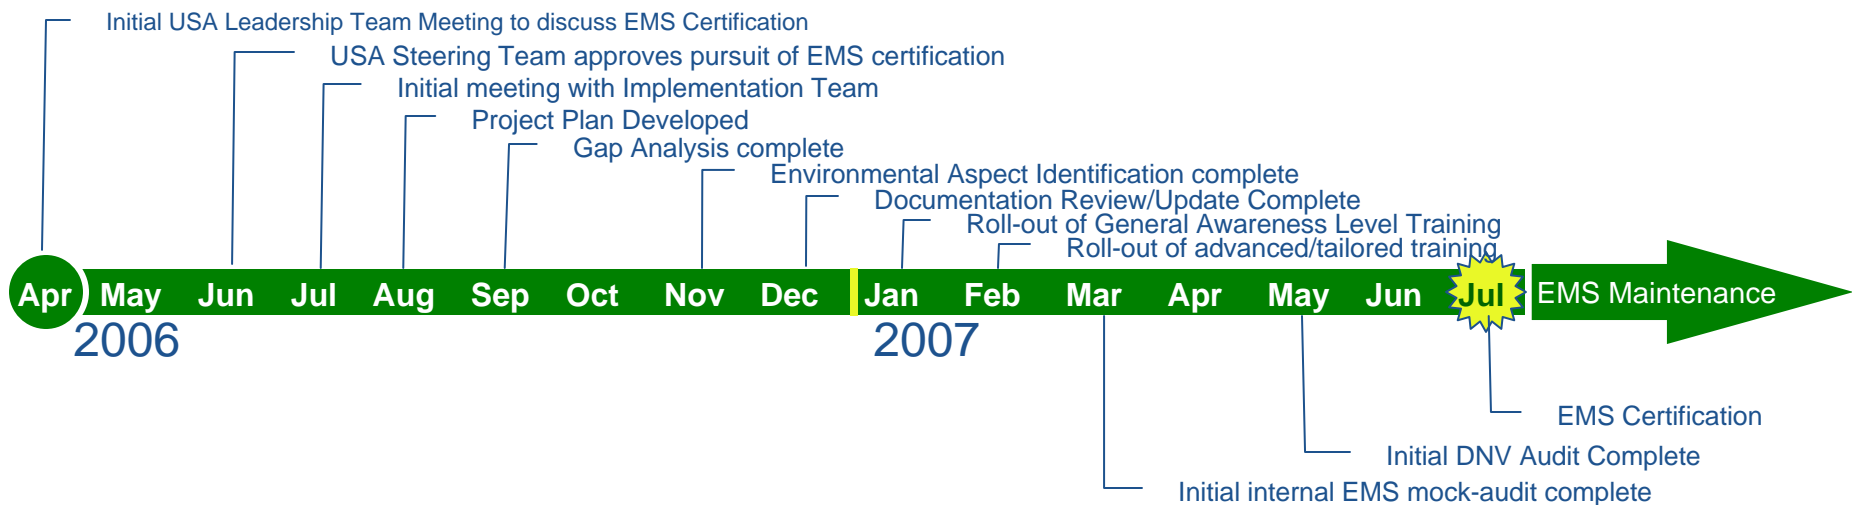 Initial USA Leadership Team Meeting to discuss EMS Certification
USA Steering Team approves pursuit of EMS certification
Initial meeting with Implementation Team
Project Plan Developed
Gap Analysis complete
Environmental Aspect Identification complete
Documentation Review/Update Complete
Roll-out of General Awareness Level Training
Roll-out of advanced/tailored training
Apr May Jun Jul Aug Sep Oct Nov Dec Jan Feb Mar Apr May Jun Jul EMS Maintenance
2006 2007
EMS Certification
Initial DNV Audit Complete
Initial internal EMS mock-audit complete